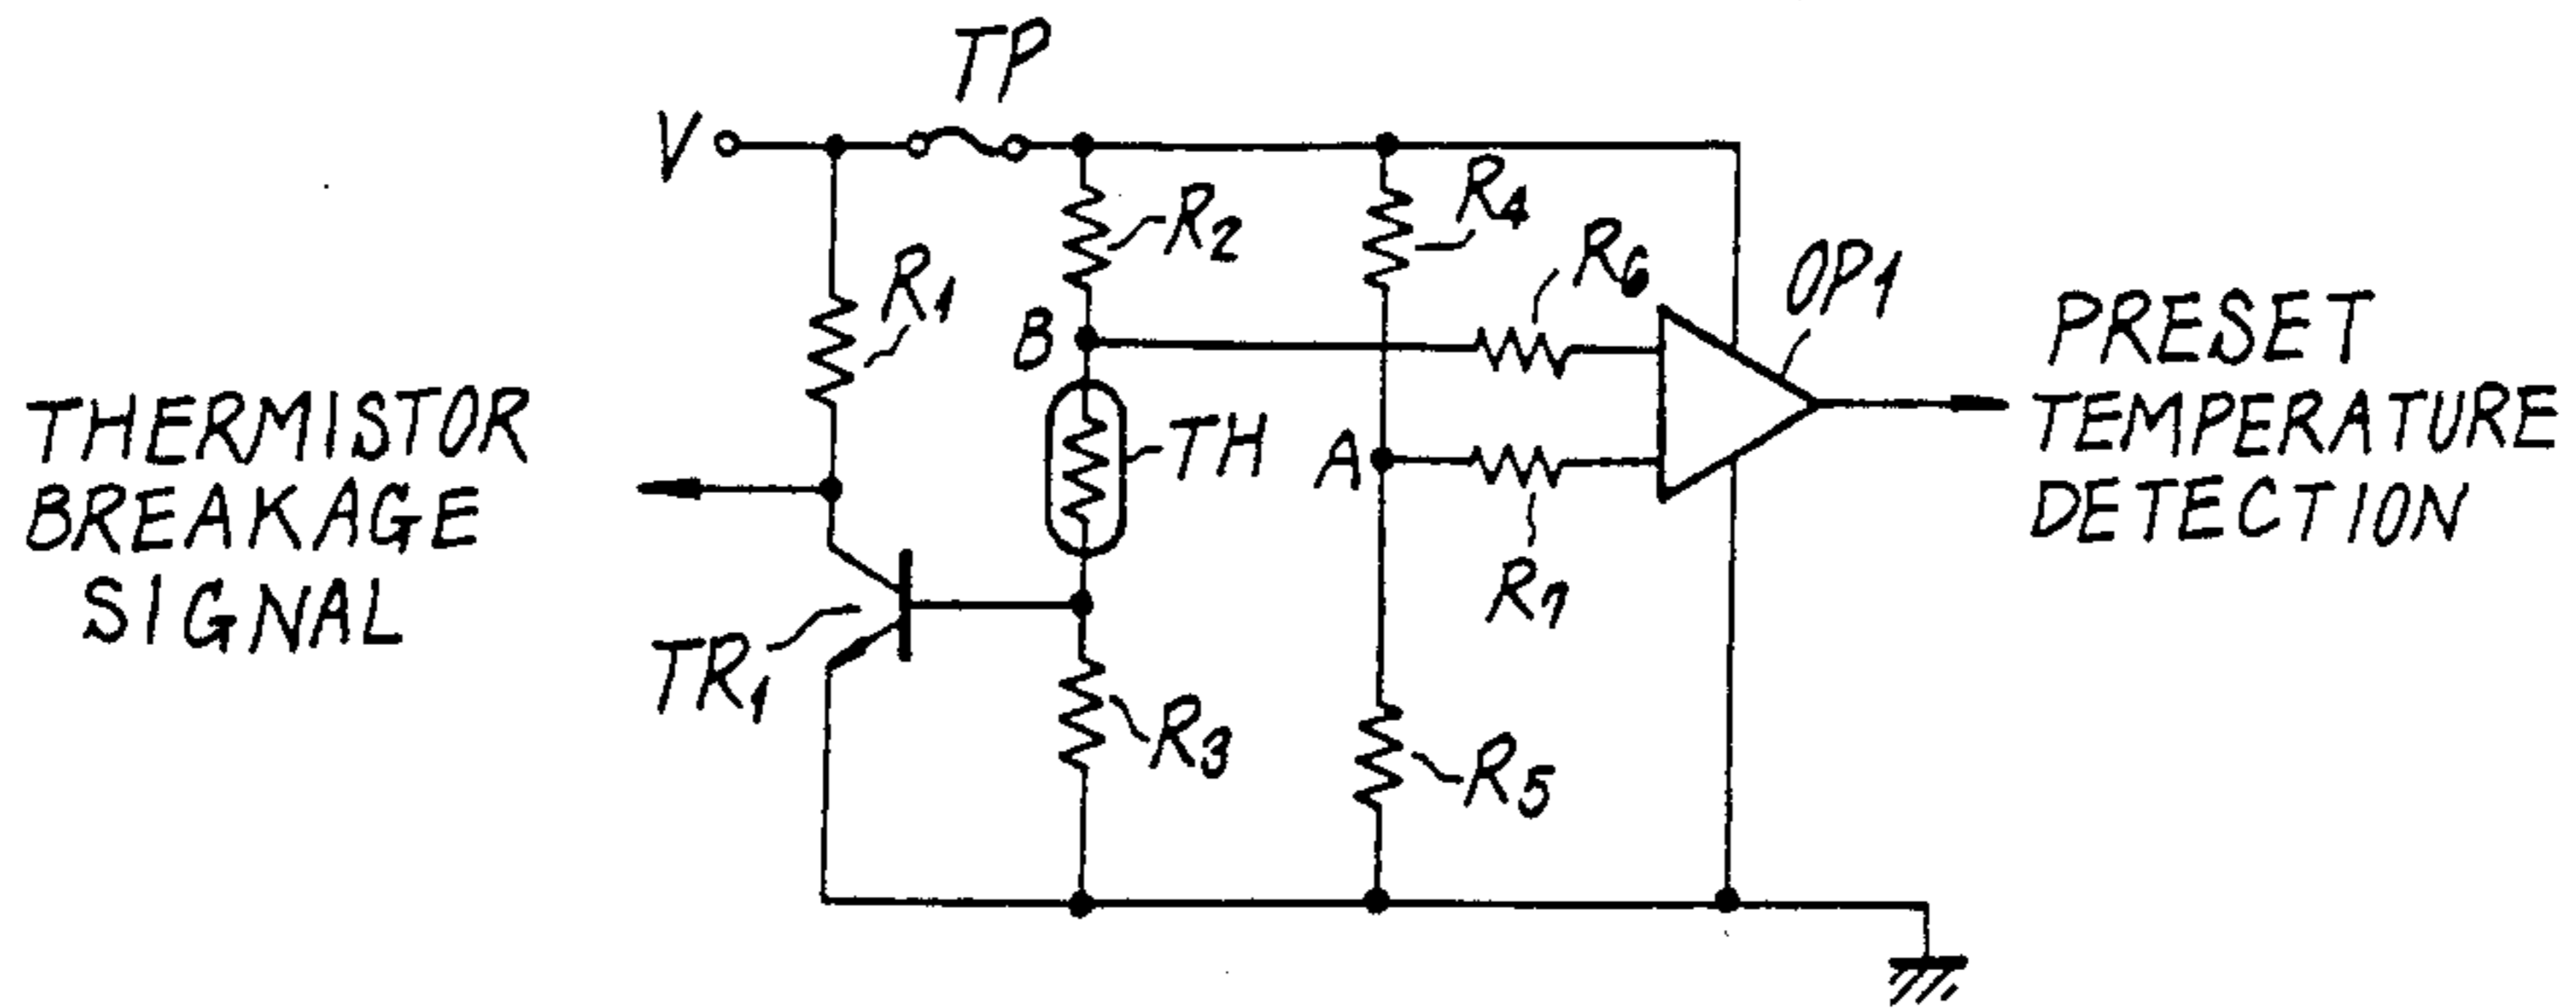 TP
V
R4
R2
R6
OP1
R1
B
PRESET
TEMPERATURE
DETECTION
THERMISTOR
BREAKAGE
SIGNAL
TH
A
R7
TR1
R3
R5